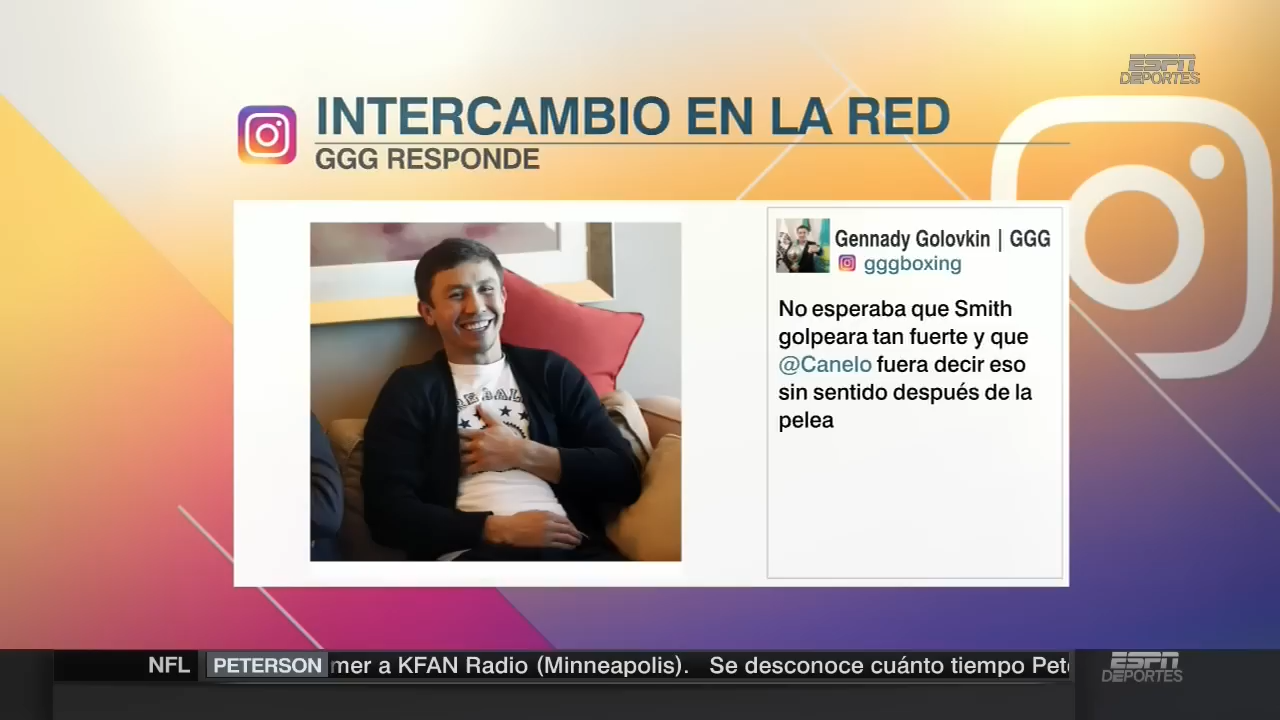 ESPN
DEPORTES
INTERCAMBIO EN LA RED
GGG RESPONDE
Gennady Golovkin | GGG
gggboxing
No esperaba que Smith
golpeara tan fuerte y que
@Canelo fuera decir eso
sin sentido después de la
pelea
NFL PETERSON mer a KFAN Radio (Minneapolis). Se desconoce cuánto tiempo Pete
ESPN
DEPORTES